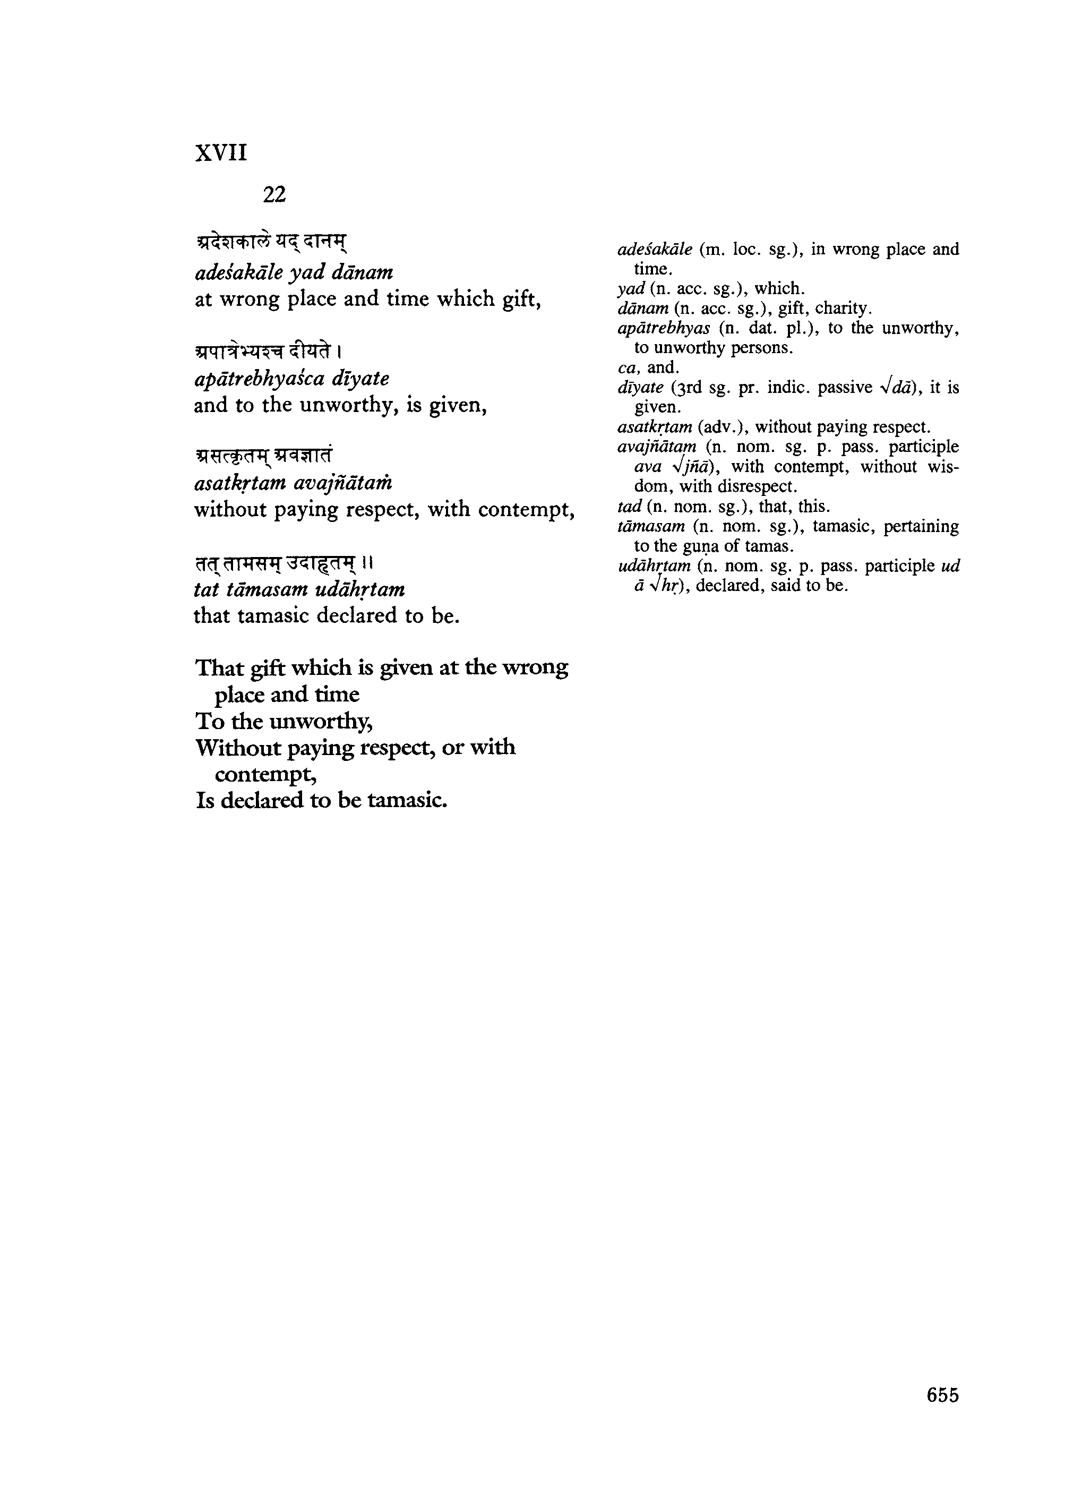 XVII
22
अदेशकाले यद् दानम्
adeśakāle yad dānam
at wrong place and time which gift,
अपात्रेभ्यश्च दीयते ।
apātrebhyaśca dīyate
and to the unworthy, is given,
असत्कृतम् अवज्ञातं
asatkṛtam avajñātaṁ
without paying respect, with contempt,
तत् तामसम् उदाहृतम् ॥
tat tāmasam udāhṛtam
that tamasic declared to be.
That gift which is given at the wrong
place and time
To the unworthy,
Without paying respect, or with
contempt,
Is declared to be tamasic.
adeśakāle (m. loc. sg.), in wrong place and
time.
yad (n. acc. sg.), which.
dānam (n. acc. sg.), gift, charity.
apātrebhyas (n. dat. pl.), to the unworthy,
to unworthy persons.
ca, and.
dīyate (3rd sg. pr. indic. passive √dā), it is
given.
asatkṛtam (adv.), without paying respect.
avajñātam (n. nom. sg. p. pass. participle
ava √jñā), with contempt, without wis-
dom, with disrespect.
tad (n. nom. sg.), that, this.
tāmasam (n. nom. sg.), tamasic, pertaining
to the guṇa of tamas.
udāhṛtam (n. nom. sg. p. pass. participle ud
ā √hṛ), declared, said to be.
655